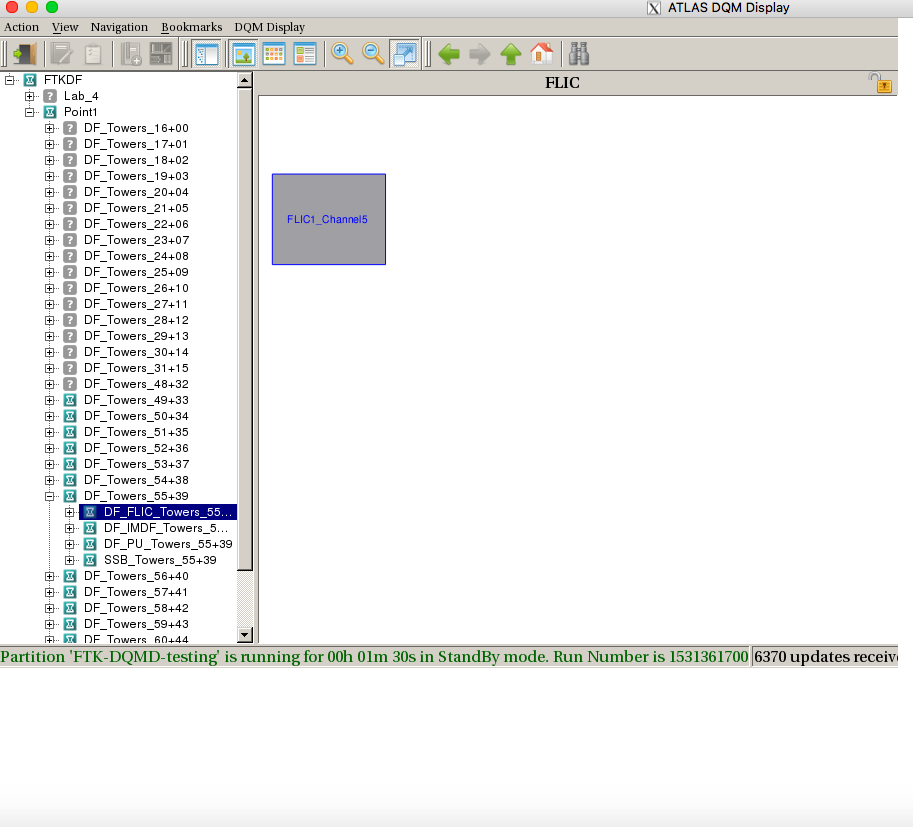 ATLAS DQM Display
Action View Navigation Bookmarks DQM Display
FTKDF
Lab_4
Point1
DF_Towers_16+00
DF_Towers_17+01
DF_Towers_18+02
DF_Towers_19+03
DF_Towers_20+04
DF_Towers_21+05
DF_Towers_22+06
DF_Towers_23+07
DF_Towers_24+08
DF_Towers_25+09
DF_Towers_26+10
DF_Towers_27+11
DF_Towers_28+12
DF_Towers_29+13
DF_Towers_30+14
DF_Towers_31+15
DF_Towers_48+32
DF_Towers_49+33
DF_Towers_50+34
DF_Towers_51+35
DF_Towers_52+36
DF_Towers_53+37
DF_Towers_54+38
DF_Towers_55+39
DF_FLIC_Towers_55...
DF_IMDF_Towers_5...
DF_PU_Towers_55+39
SSB_Towers_55+39
DF_Towers_56+40
DF_Towers_57+41
DF_Towers_58+42
DF_Towers_59+43
DF_Towers_60+44
FLIC
FLIC1_Channel5
Partition 'FTK-DQMD-testing' is running for 00h 01m 30s in StandBy mode. Run Number is 1531361700 6370 updates receiv